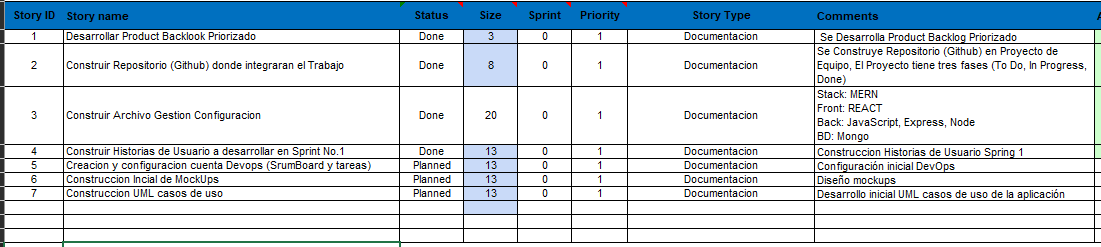 Story ID Story name Status Size Sprint Priority Story Type Comments
1 Desarrollar Product Backlook Priorizado Done 3 0 1 Documentacion Se Desarrolla Product Backlog Priorizado
2 Construir Repositorio (Github) donde integraran el Trabajo Done 8 0 1 Documentacion Se Construye Repositorio (Github) en Proyecto de
Equipo, El Proyecto tiene tres fases (To Do, In Progress,
Done)
3 Construir Archivo Gestion Configuracion Done 20 0 1 Documentacion Stack: MERN
Front: REACT
Back: JavaScript, Express, Node
BD: Mongo
4 Construir Historias de Usuario a desarrollar en Sprint No.1 Done 13 0 1 Documentacion Construccion Historias de Usuario Spring 1
5 Creacion y configuracion cuenta Devops (SrumBoard y tareas) Planned 13 0 1 Documentacion Configuración inicial DevOps
6 Construccion Incial de MockUps Planned 13 0 1 Documentacion Diseño mockups
7 Construccion UML casos de uso Planned 13 0 1 Documentacion Desarrollo inicial UML casos de uso de la aplicación